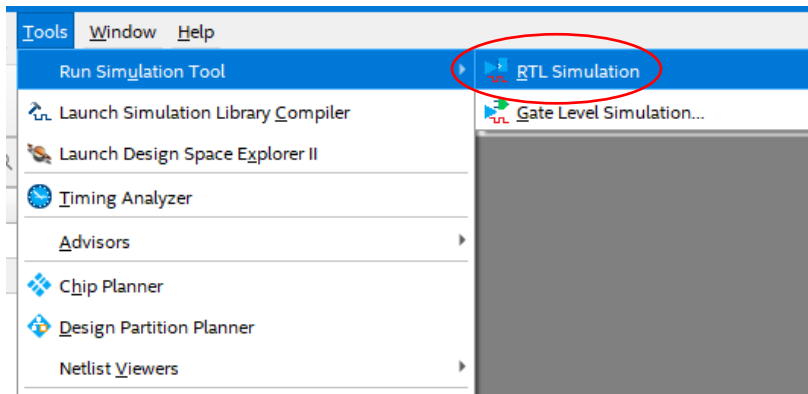 Tools Window Help
Run Simulation Tool
RTL Simulation
Launch Simulation Library Compiler
Gate Level Simulation...
Launch Design Space Explorer II
Timing Analyzer
Advisors
Chip Planner
Design Partition Planner
Netlist Viewers